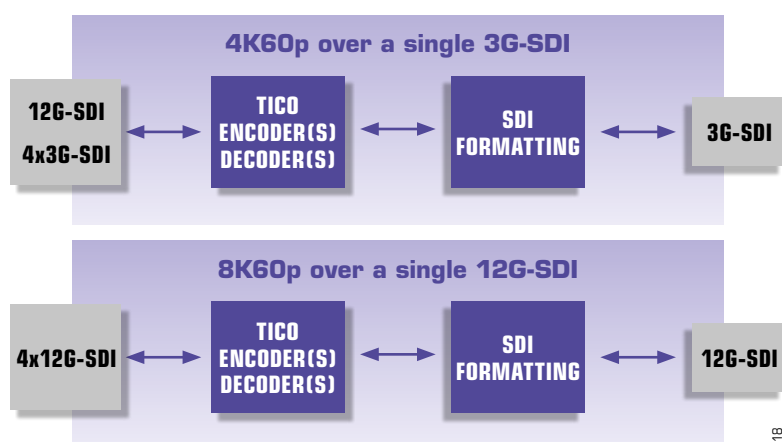 4K60p over a single 3G-SDI
12G-SDI
4x3G-SDI
TICO
ENCODER(S)
DECODER(S)
SDI
FORMATTING
3G-SDI
8K60p over a single 12G-SDI
4x12G-SDI
TICO
ENCODER(S)
DECODER(S)
SDI
FORMATTING
12G-SDI
18